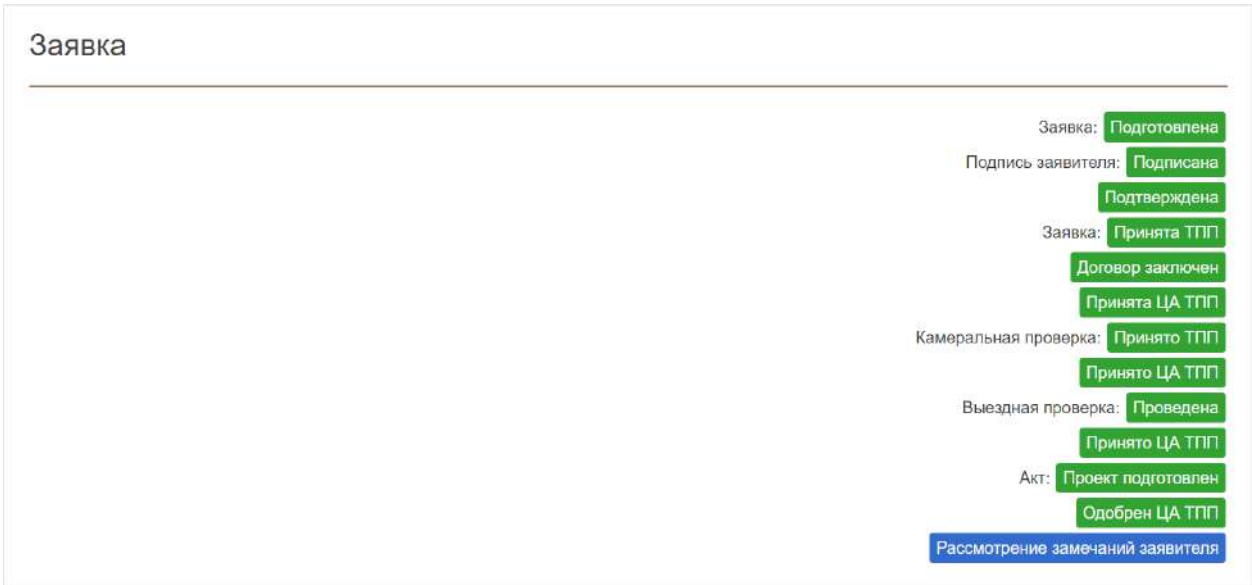 Заявка
Заявка: Подготовлена
Подпись заявителя: Подписана
Подтверждена
Заявка: Принята ТПП
Договор заключен
Принята ЦА ТПП
Камеральная проверка: Принято ТПП
Принято ЦА ТПП
Выездная проверка: Проведена
Принято ЦА ТПП
Акт: Проект подготовлен
Одобрен ЦА ТПП
Рассмотрение замечаний заявителя